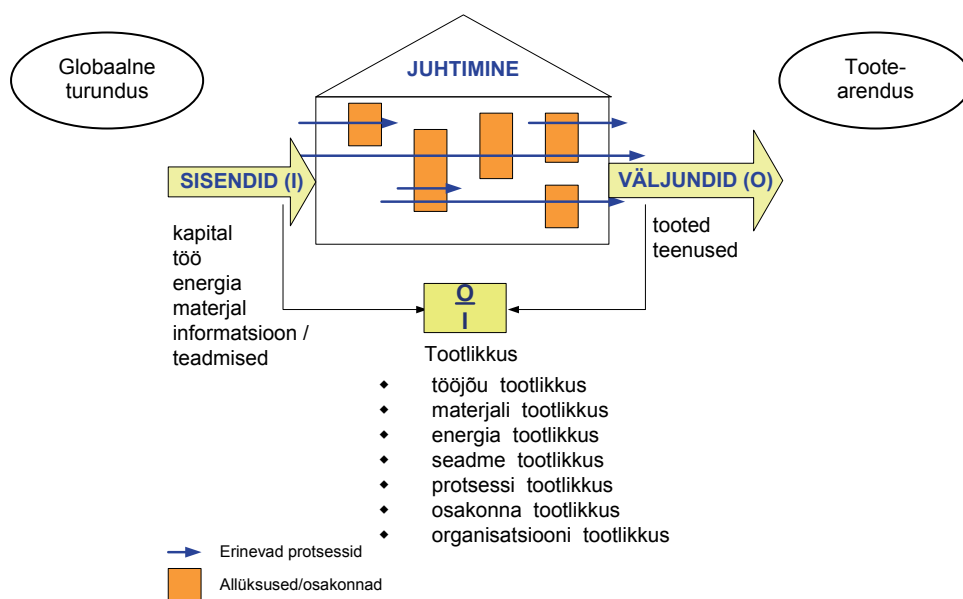 Globaalne
turundus
JUHTIMINE
Toote-
arendus
SISENDID (I)
VÄLJUNDID (O)
kapital
töö
energia
materjal
informatsioon /
teadmised
tooted
teenused
O
I
Tootlikkus
◆ tööjõu tootlikkus
◆ materjali tootlikkus
◆ energia tootlikkus
◆ seadme tootlikkus
◆ protsessi tootlikkus
◆ osakonna tootlikkus
◆ organisatsiooni tootlikkus
Erinevad protsessid
Allüksused/osakonnad